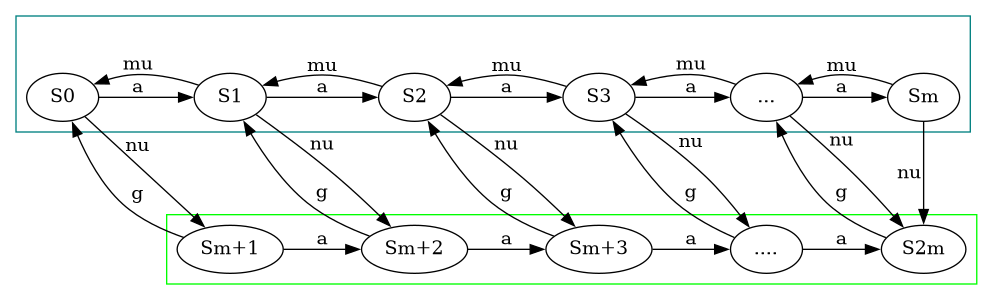 mu mu mu mu mu
S0 a S1 a S2 a S3 a ... a Sm
nu nu nu nu nu nu
g g g g g
Sm+1 a Sm+2 a Sm+3 a .... a S2m